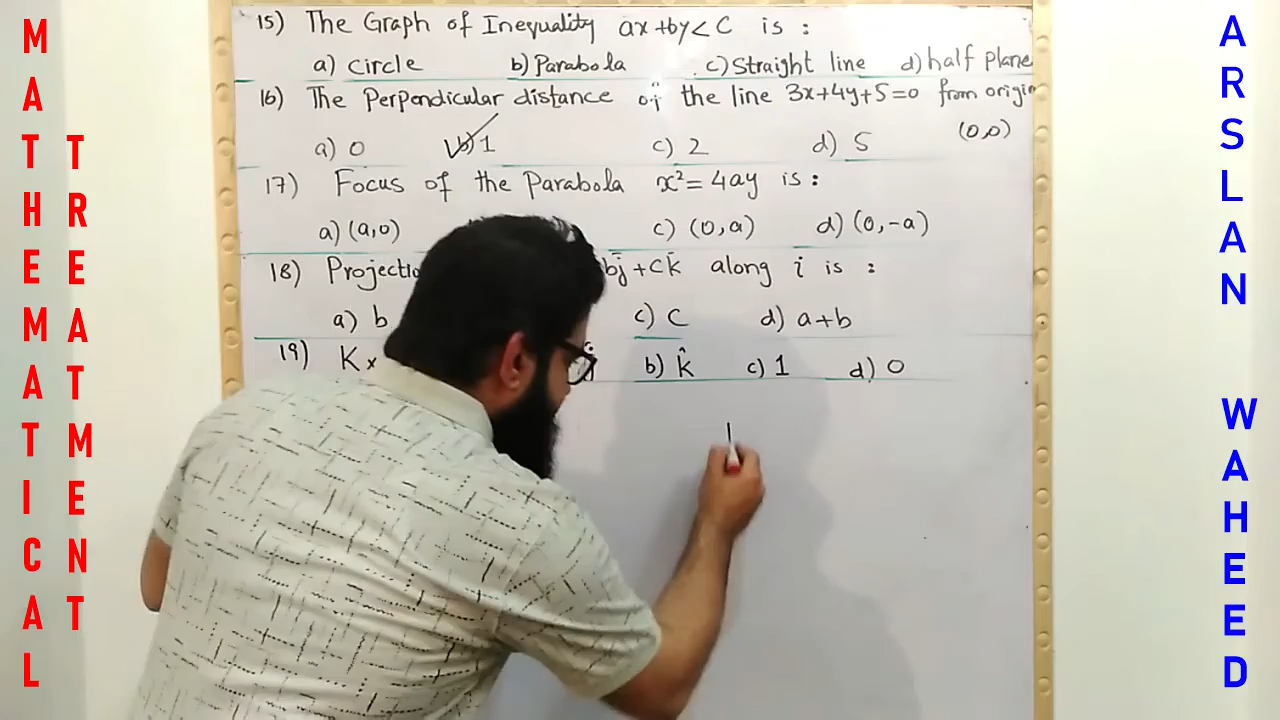 MATHEMATICAL
TREATMENT
15) The Graph of Inequality ax+by<C is :
a) circle b) Parabola c) Straight line d) half plane
16) The Perpendicular distance of the line 3x+4y+5=0 from origin
(0,0)
a) 0 b) 1 c) 2 d) 5
17) Focus of the Parabola x²=4ay is :
a) (a,0) c) (0,a) d) (0,-a)
18) bj+Ck along i is :
a) b c) C d) a+b
19) K× b) k̂ c) 1 d) 0
ARSLAN WAHEED